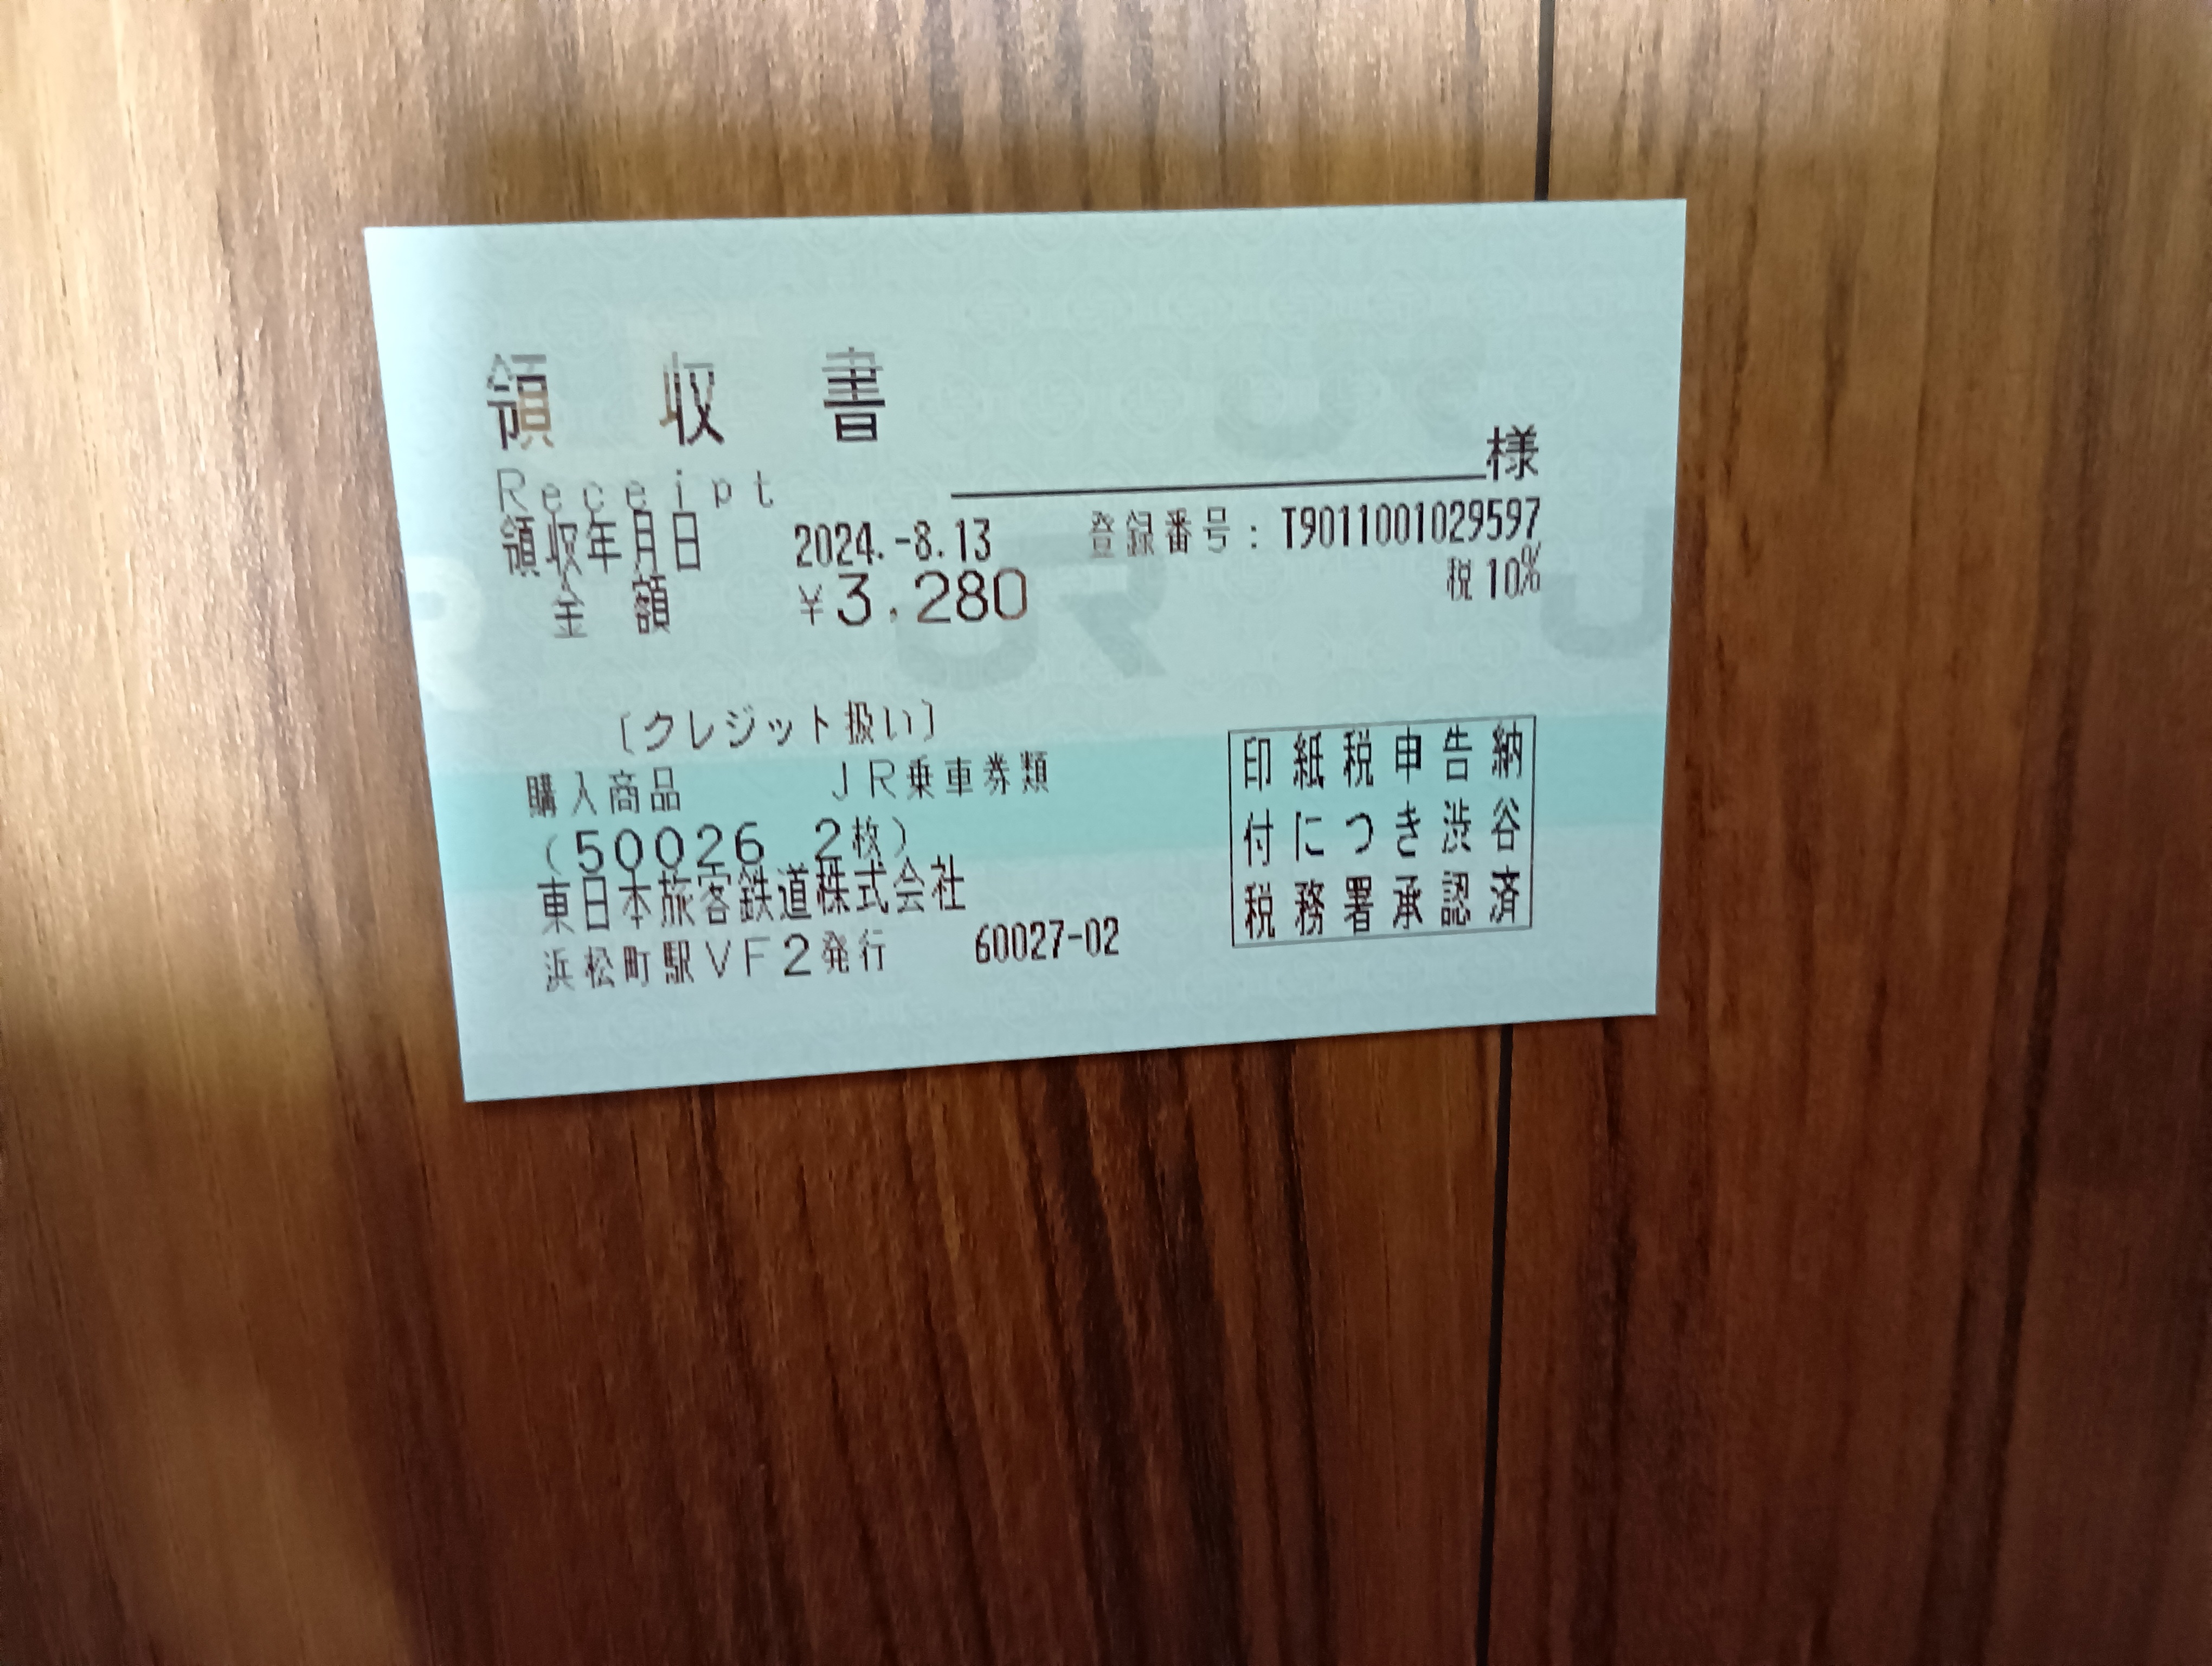 領収書
Receipt
様
領収年月日 2024.-8.13 登録番号：T9011001029597
金額 ¥3,280 税10%
〔クレジット扱い〕
購入商品 JR乗車券類
(50026 2枚)
東日本旅客鉄道株式会社
浜松町駅VF2発行 60027-02
印紙税申告納
付につき渋谷
税務署承認済